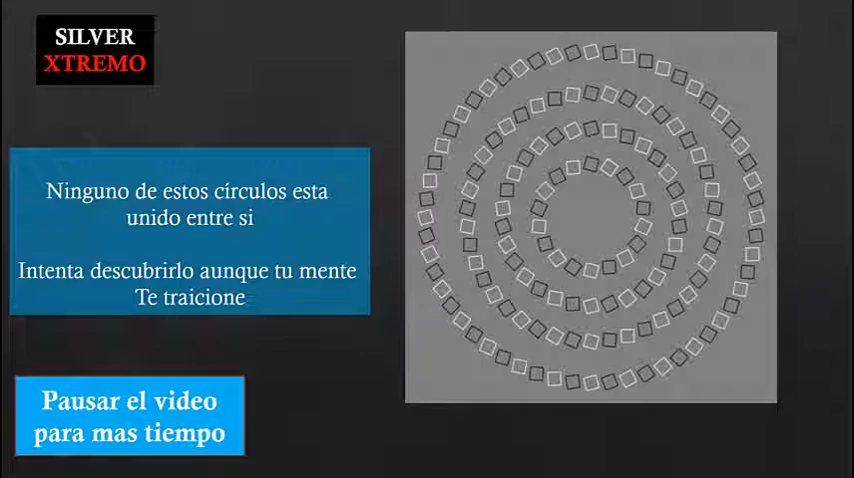 SILVER
XTREMO
Ninguno de estos círculos esta
unido entre si
Intenta descubrirlo aunque tu mente
Te traicione
Pausar el video
para mas tiempo